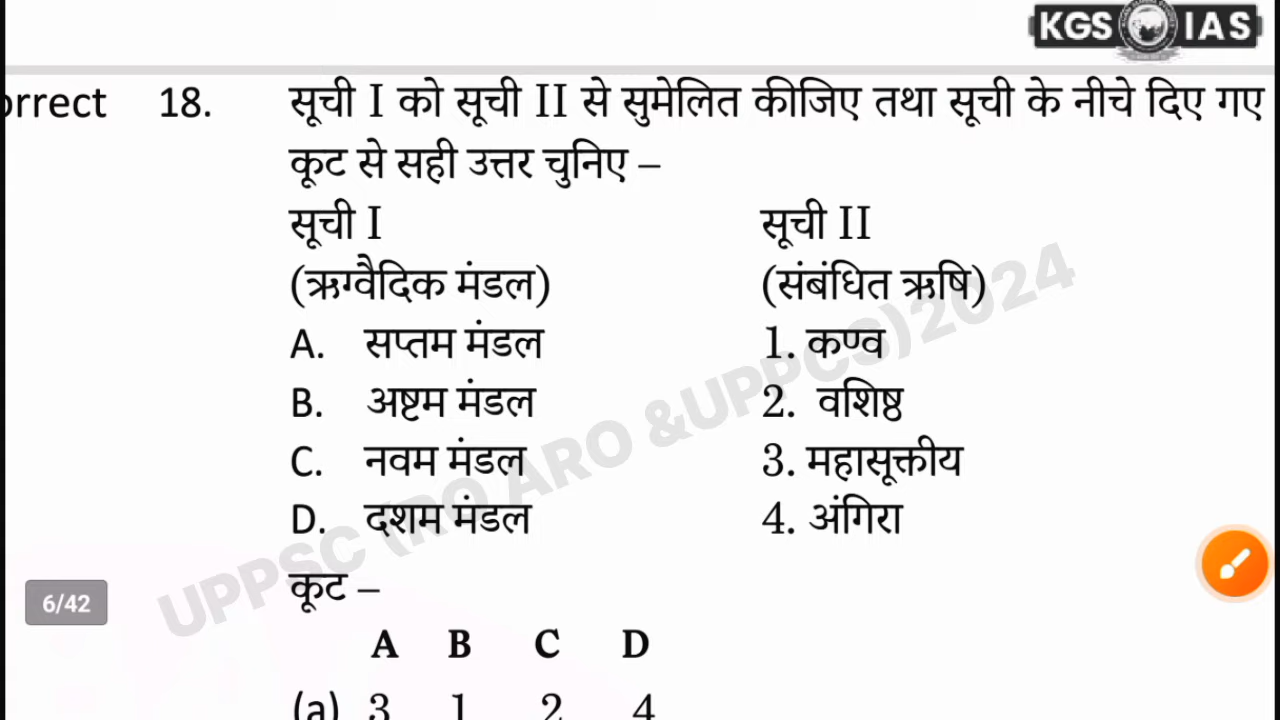 KGS IAS
orrect 18. सूची I को सूची II से सुमेलित कीजिए तथा सूची के नीचे दिए गए
कूट से सही उत्तर चुनिए –
सूची I सूची II
(ऋग्वैदिक मंडल) (संबंधित ऋषि)
A. सप्तम मंडल 1. कण्व
B. अष्टम मंडल 2. वशिष्ठ
C. नवम मंडल 3. महासूक्तीय
D. दशम मंडल 4. अंगिरा
UPPSC (RO ARO &UPPCS)2024
कूट –
6/42
A B C D
(a) 3 1 2 4